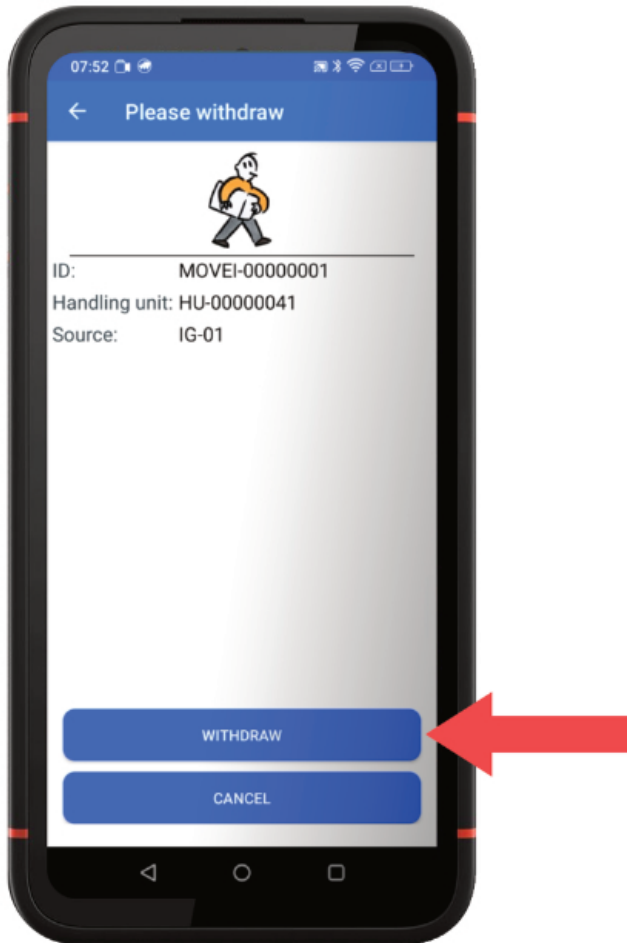 07:52
Please withdraw
ID: MOVEI-00000001
Handling unit: HU-00000041
Source: IG-01
WITHDRAW
CANCEL